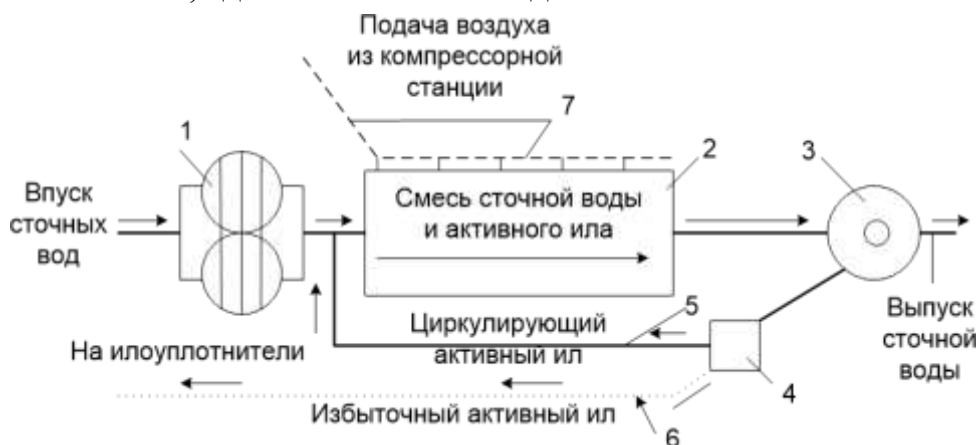 Подача воздуха
из компрессорной
станции
7
1
2
3
Впуск
сточных
вод
Смесь сточной воды
и активного ила
5
На илоуплотнители
Циркулирующий
активный ил
Выпуск
сточной
воды
4
Избыточный активный ил
6